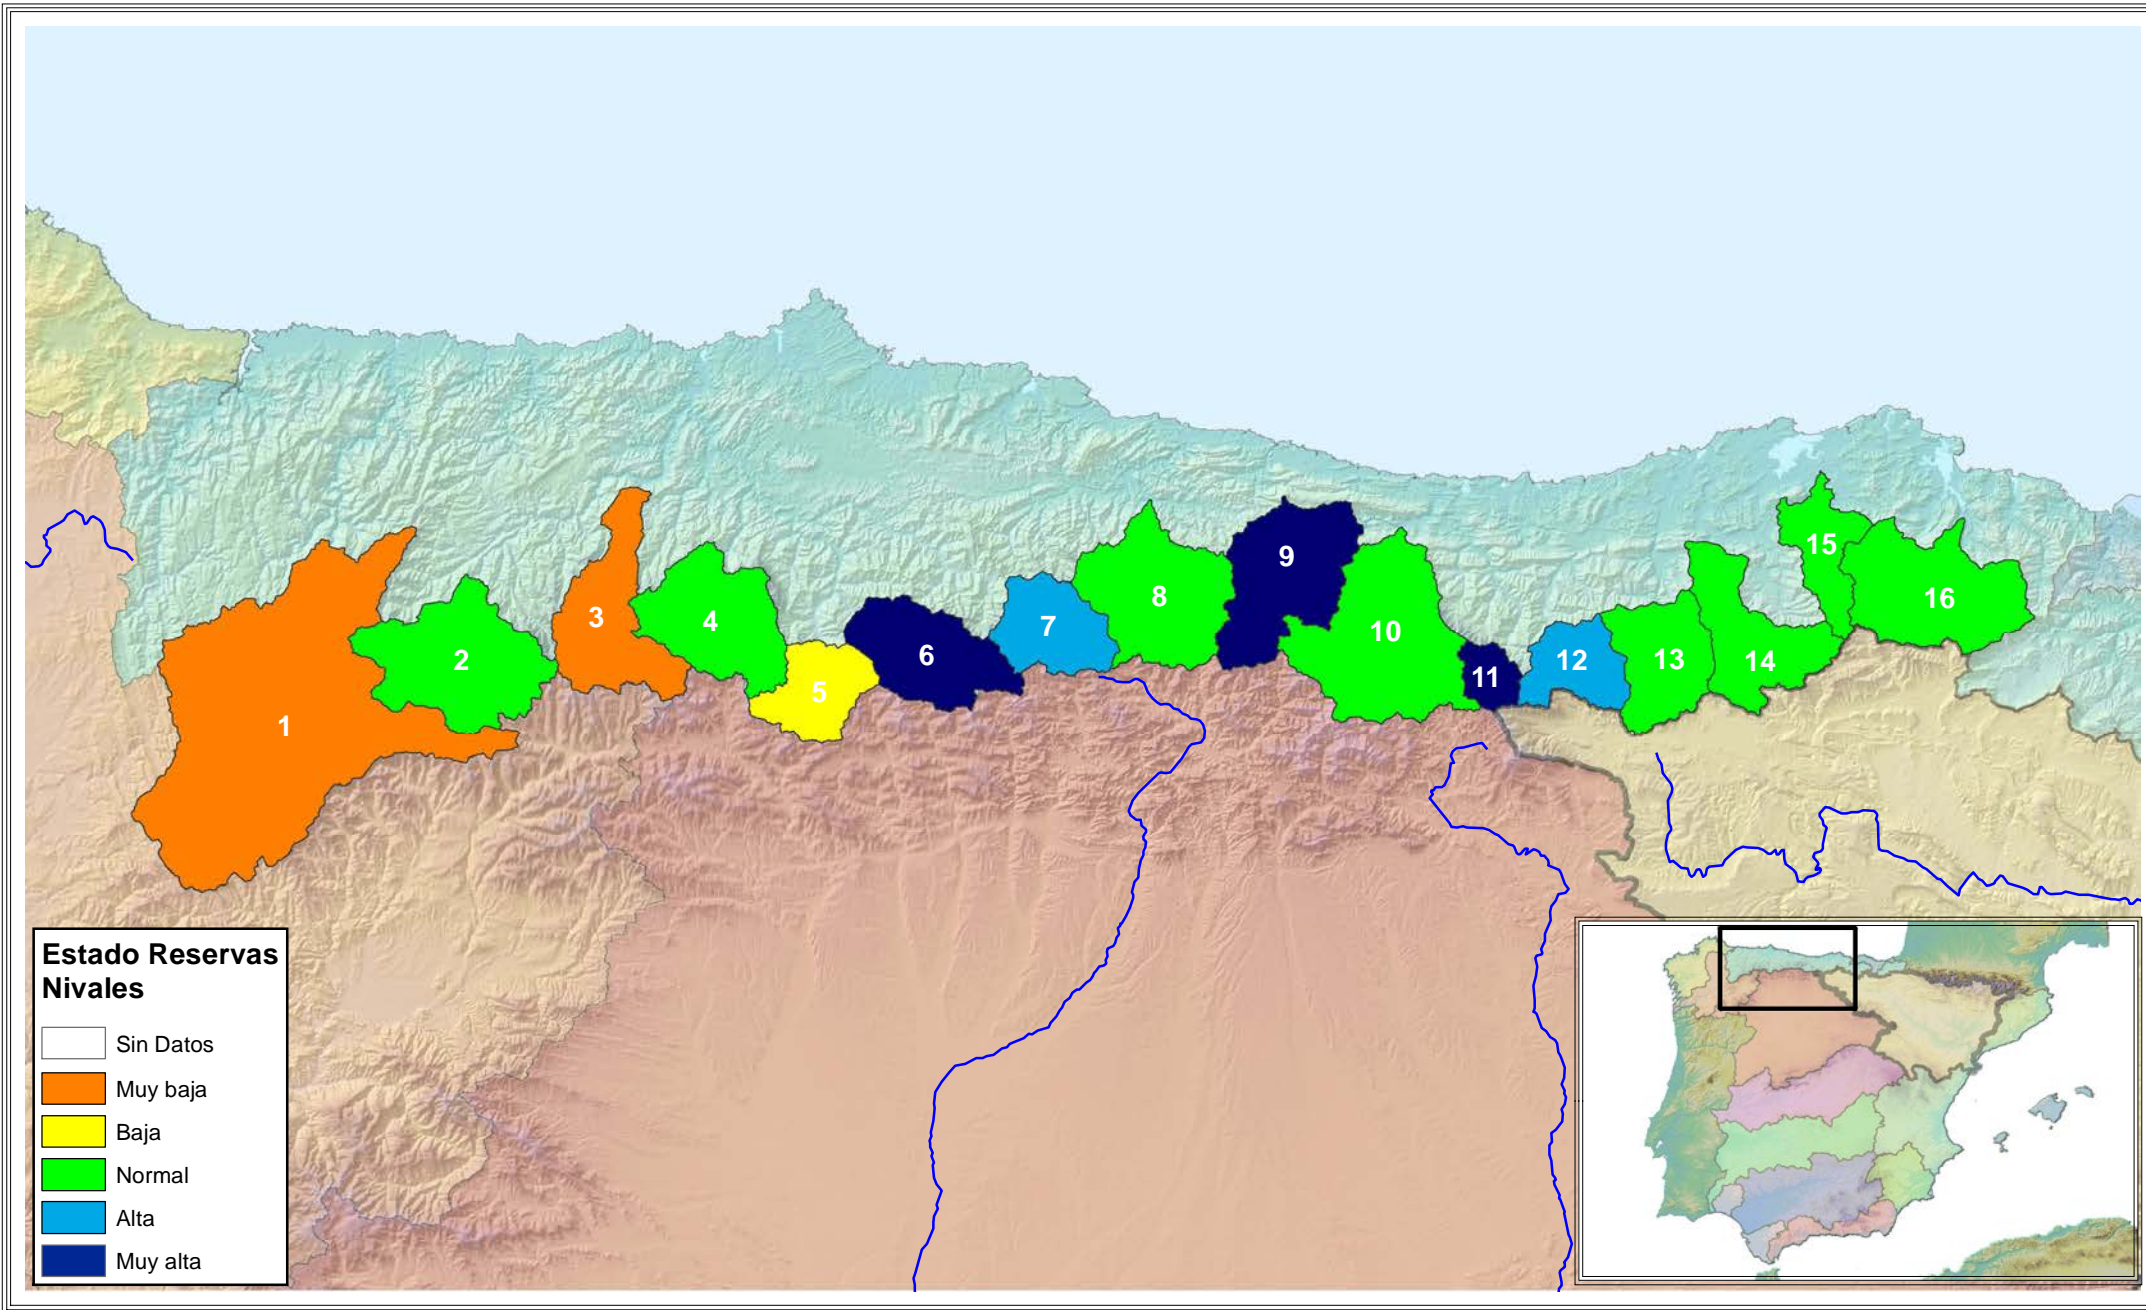 9
15
8
10
16
3
4
7
2
6
13
14
12
11
5
1
Estado Reservas
Nivales
Sin Datos
Muy baja
Baja
Normal
Alta
Muy alta